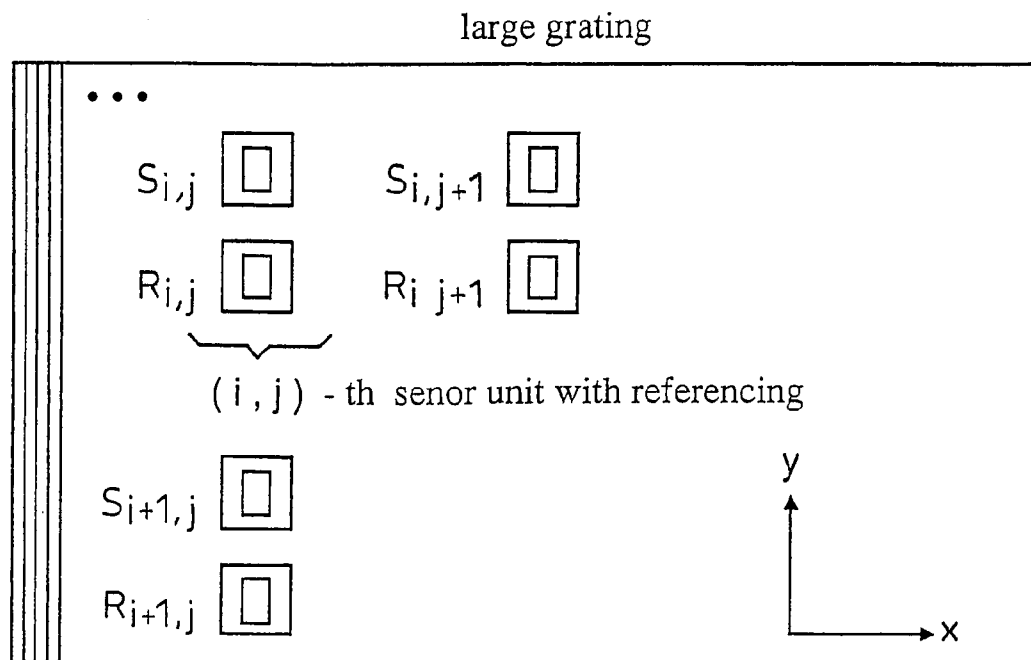 large grating
•••
Si,j Si,j+1
Ri,j Ri j+1
(i,j) - th senor unit with referencing
Si+1,j
Ri+1,j
y
x